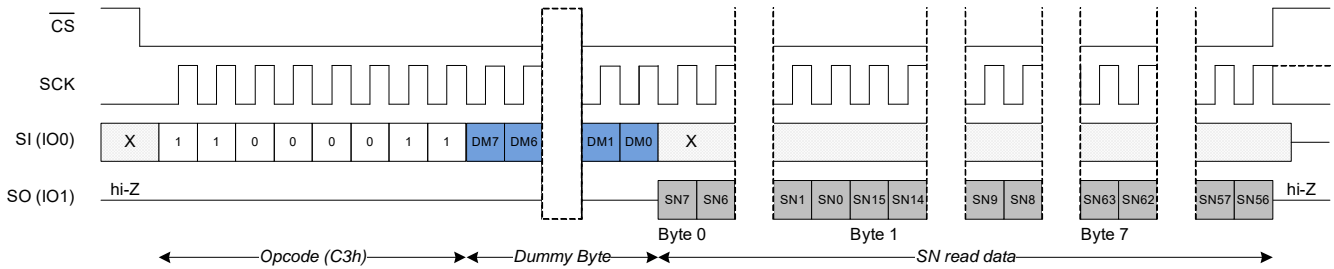 CS
SCK
SI (IO0) X 1 1 0 0 0 0 1 1 DM7 DM6 DM1 DM0 X
SO (IO1) hi-Z SN7 SN6 SN1 SN0 SN15 SN14 SN9 SN8 SN63 SN62 SN57 SN56 hi-Z
Byte 0 Byte 1 Byte 7
Opcode (C3h) Dummy Byte SN read data